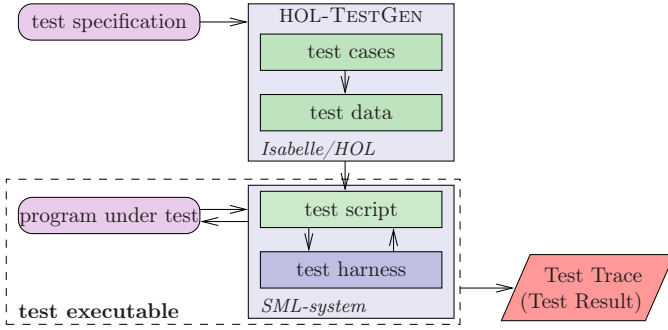 test specification
HOL-TESTGEN
test cases
test data
Isabelle/HOL
program under test
test script
test harness
test executable
SML-system
Test Trace
(Test Result)